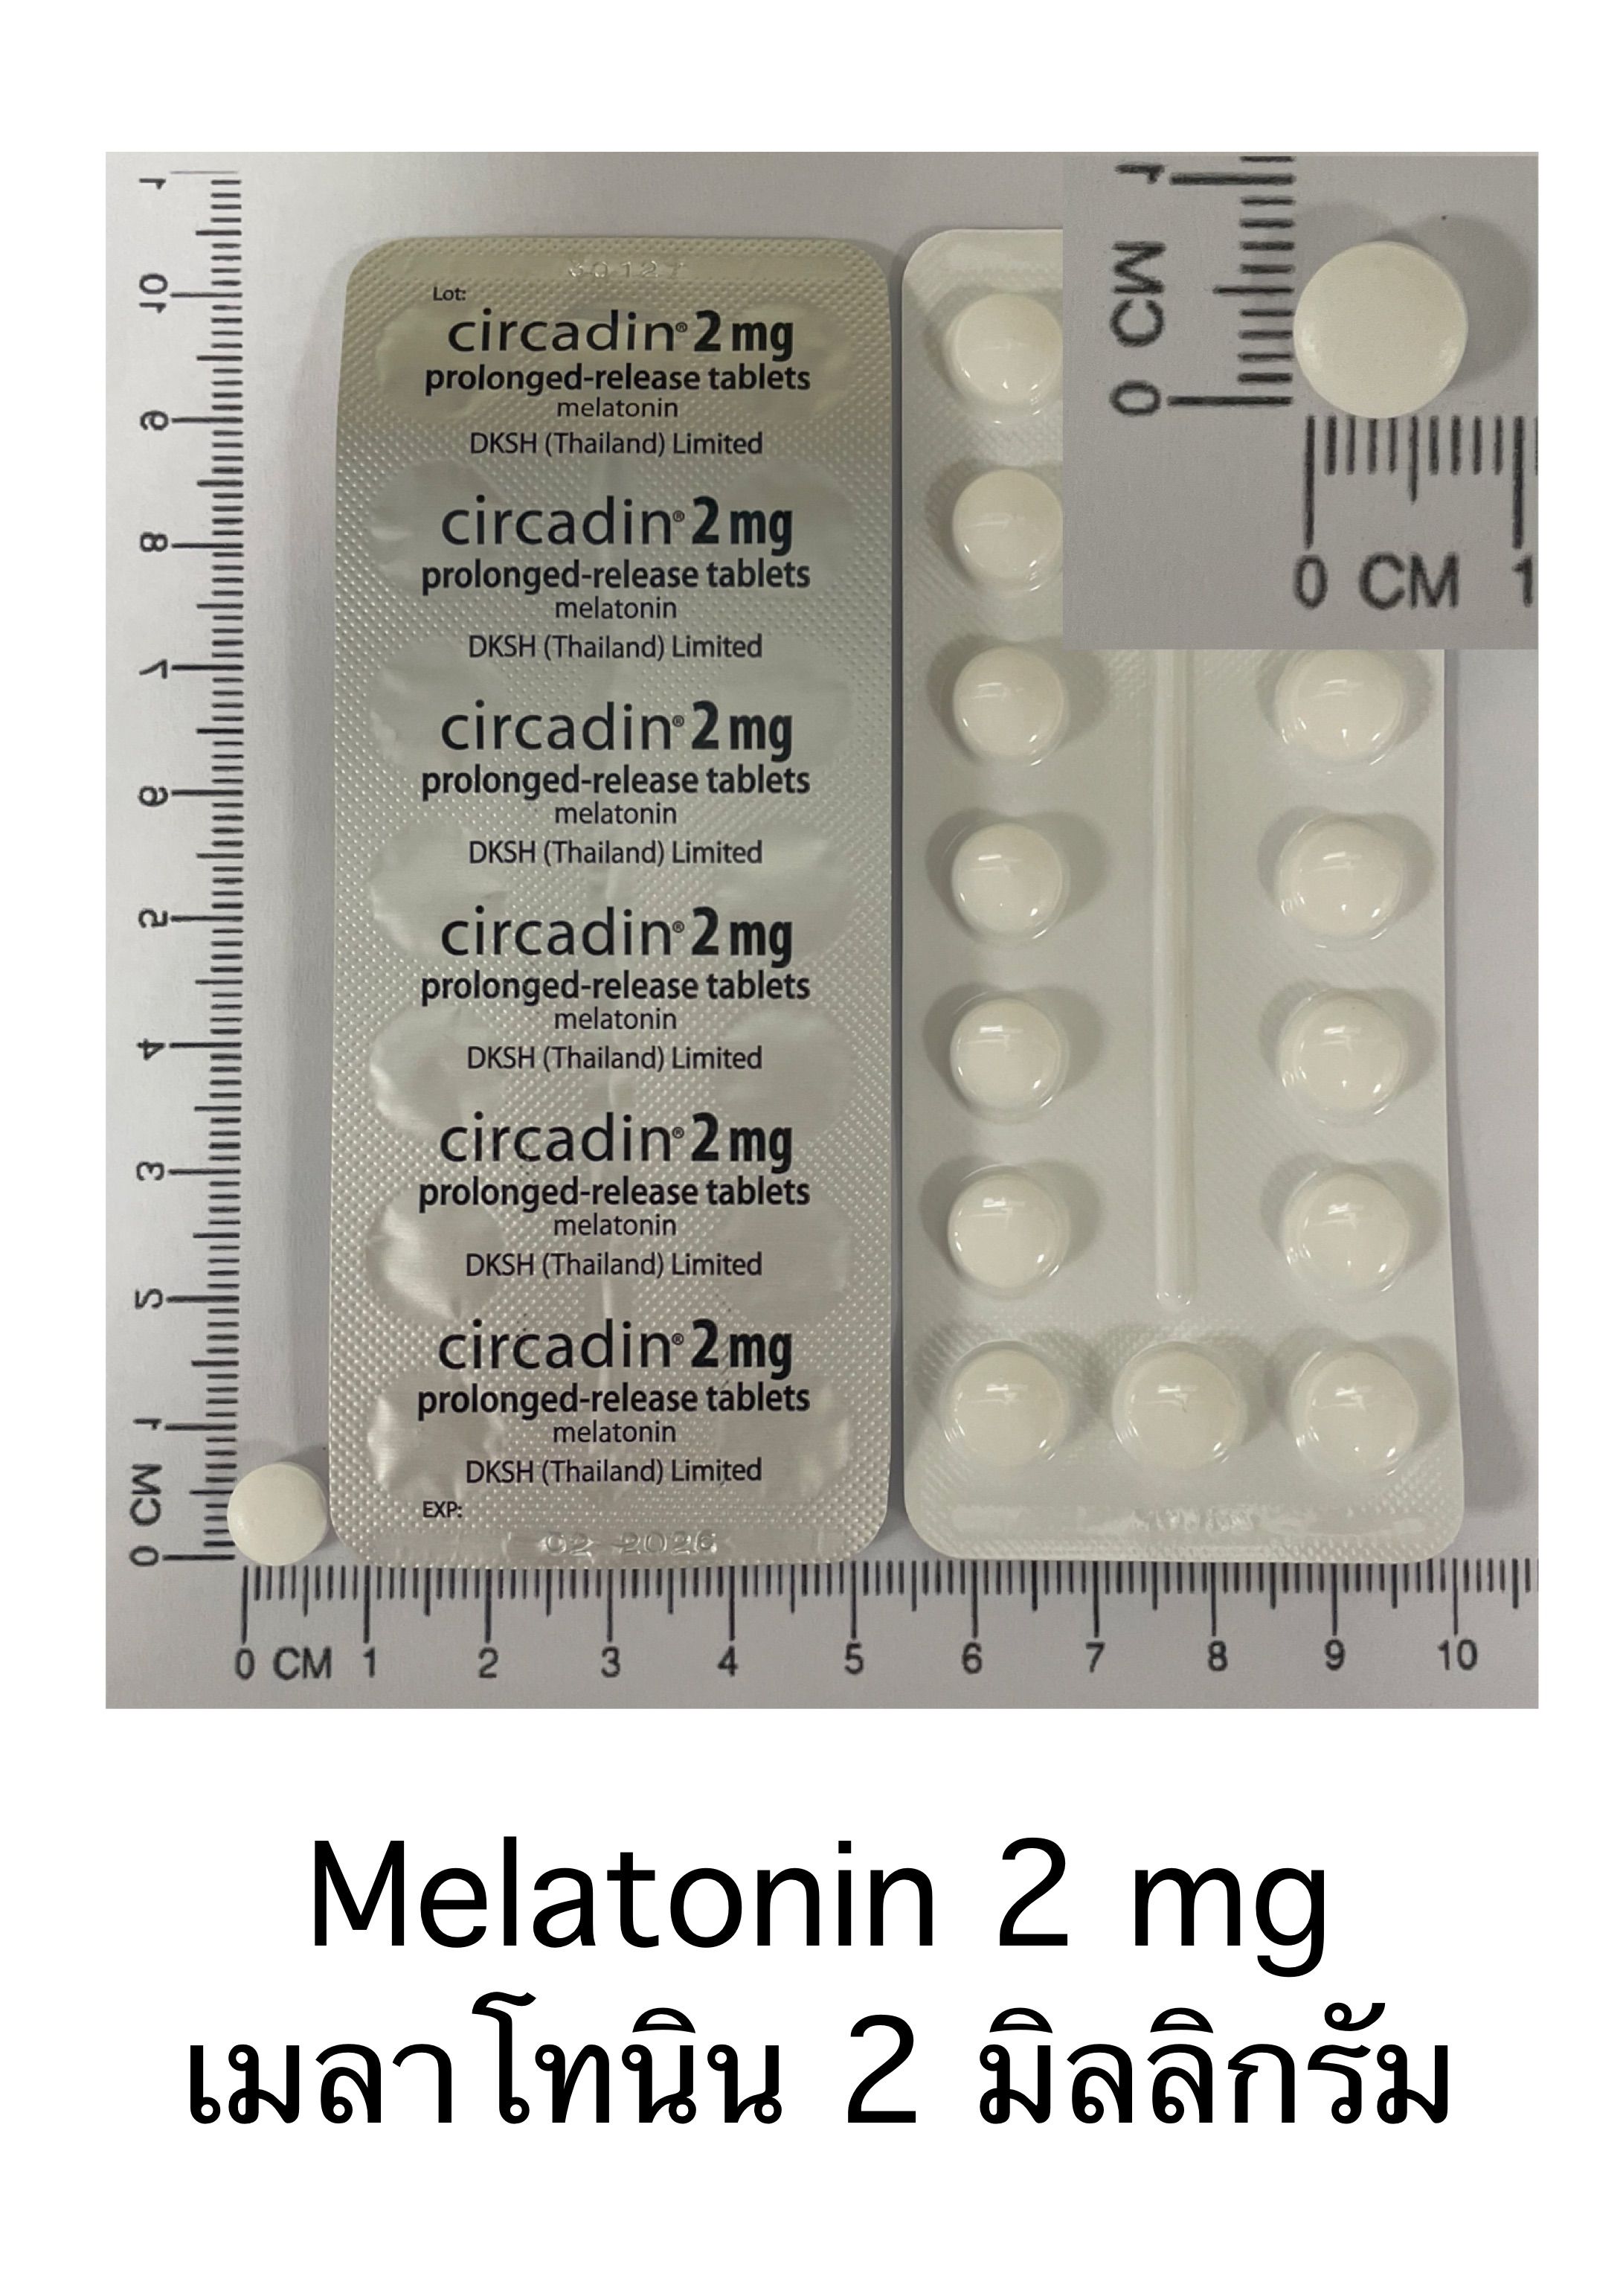 Lot:
circadin® 2 mg
prolonged-release tablets
melatonin
DKSH (Thailand) Limited
circadin® 2 mg
prolonged-release tablets
melatonin
DKSH (Thailand) Limited
circadin® 2 mg
prolonged-release tablets
melatonin
DKSH (Thailand) Limited
circadin® 2 mg
prolonged-release tablets
melatonin
DKSH (Thailand) Limited
circadin® 2 mg
prolonged-release tablets
melatonin
DKSH (Thailand) Limited
circadin® 2 mg
prolonged-release tablets
melatonin
DKSH (Thailand) Limited
EXP:
02 2026
1
10
9
8
7
6
5
4
3
2
1
0 CM
0 CM 1 2 3 4 5 6 7 8 9 10
0 CM 1
0 CM 1
Melatonin 2 mg
เมลาโทนิน 2 มิลลิกรัม